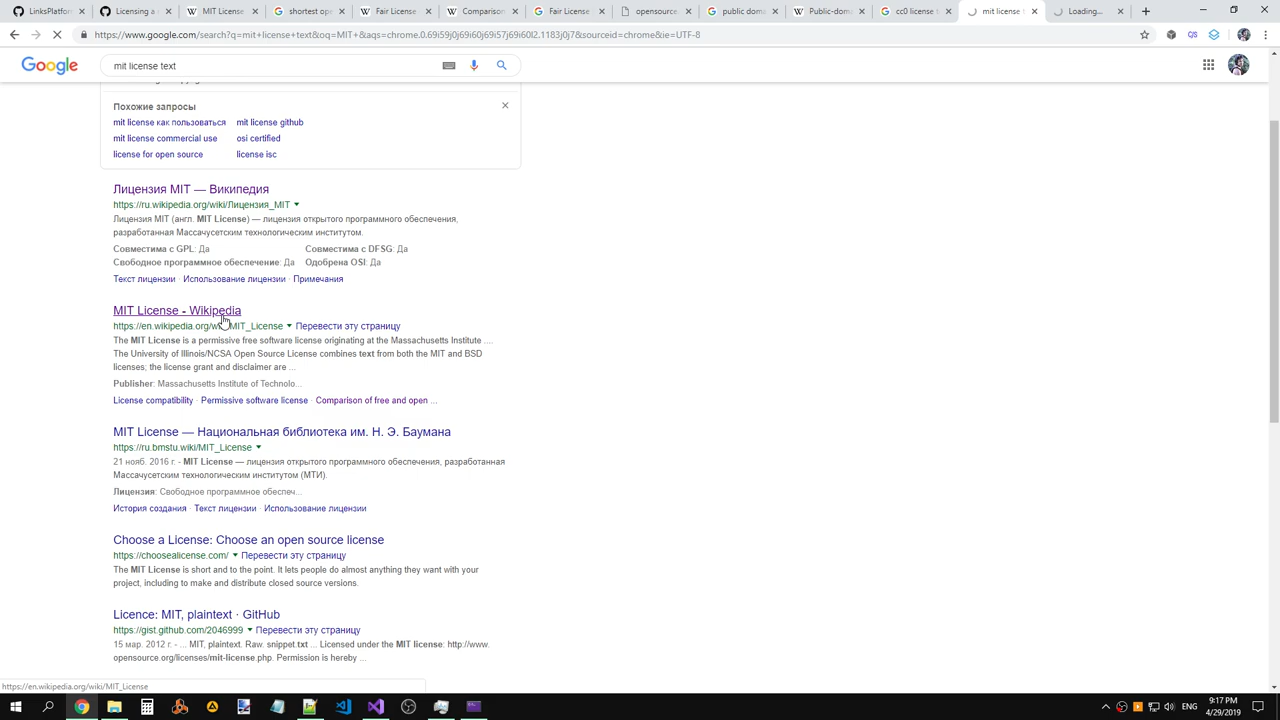 LinksPlatfo
MIT License
shortest ope
MIT License
Comparison
Fair License
opensource.
public doma
Public-doma
cc0 license t
mit license t
Loading...
https://www.google.com/search?q=mit+license+text&oq=MIT+&aqs=chrome.0.69i59j0j69i60j69i57j69i60l2.1183j0j7&sourceid=chrome&ie=UTF-8
Google
mit license text
Похожие запросы
mit license как пользоваться mit license github
mit license commercial use osi certified
license for open source license isc
Лицензия MIT — Википедия
https://ru.wikipedia.org/wiki/Лицензия_MIT
Лицензия MIT (англ. MIT License) — лицензия открытого программного обеспечения,
разработанная Массачусетским технологическим институтом.
Совместима с GPL: Да Совместима с DFSG: Да
Свободное программное обеспечение: Да Одобрена OSI: Да
Текст лицензии · Использование лицензии · Примечания
MIT License - Wikipedia
https://en.wikipedia.org/wiki/MIT_License Перевести эту страницу
The MIT License is a permissive free software license originating at the Massachusetts Institute ....
The University of Illinois/NCSA Open Source License combines text from both the MIT and BSD
licenses; the license grant and disclaimer are ...
Publisher: Massachusetts Institute of Technolo...
License compatibility · Permissive software license · Comparison of free and open ...
MIT License — Национальная библиотека им. Н. Э. Баумана
https://ru.bmstu.wiki/MIT_License
21 нояб. 2016 г. - MIT License — лицензия открытого программного обеспечения, разработанная
Массачусетским технологическим институтом (МТИ).
Лицензия: Свободное программное обеспеч...
История создания · Текст лицензии · Использование лицензии
Choose a License: Choose an open source license
https://choosealicense.com/ Перевести эту страницу
The MIT License is short and to the point. It lets people do almost anything they want with your
project, including to make and distribute closed source versions.
Licence: MIT, plaintext · GitHub
https://gist.github.com/2046999 Перевести эту страницу
15 мар. 2012 г. - ... MIT, plaintext. Raw. snippet.txt ... Licensed under the MIT license: http://www.
opensource.org/licenses/mit-license.php. Permission is hereby ...
https://en.wikipedia.org/wiki/MIT_License
ENG
9:17 PM
4/29/2019